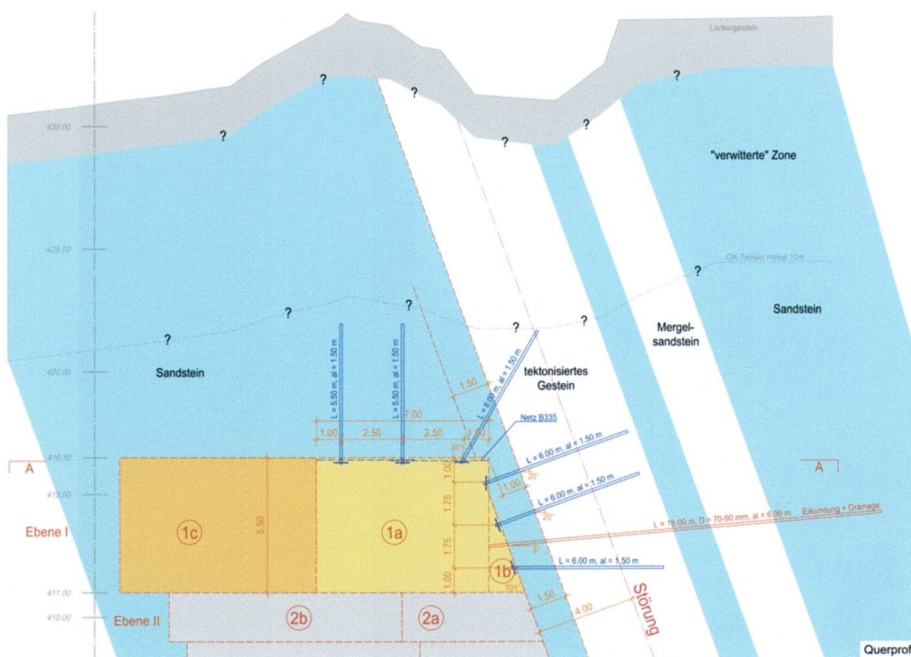 Lockergestein
?
?
?
?
?
?
430.00
?
"verwitterte" Zone
425.00
OK Terrain minus 10m
?
?
?
?
?
?
Sandstein
420.00
Mergel-
sandstein
Sandstein
tektonisiertes
Gestein
L = 5.50 m, al = 1.50 m
L = 5.50 m, al = 1.50 m
L = 6.00 m, al = 1.50 m
1.50
7.00
Netz B335
1.00
2.50
2.50
416.50
A
A
1.00
L = 6.00 m, al = 1.50 m
1.00
20°
415.00
L = 6.00 m, al = 1.50 m
1.75
20°
L = 15.00 m, D = 70-90 mm, al = 6.00 m
Erkundung + Drainage
Ebene I
1c
5.50
1a
1.75
5°
1b
L = 6.00 m, al = 1.50 m
1.00
411.00
1.50
4.00
Störung
410.00
Ebene II
2b
2a
Querprof